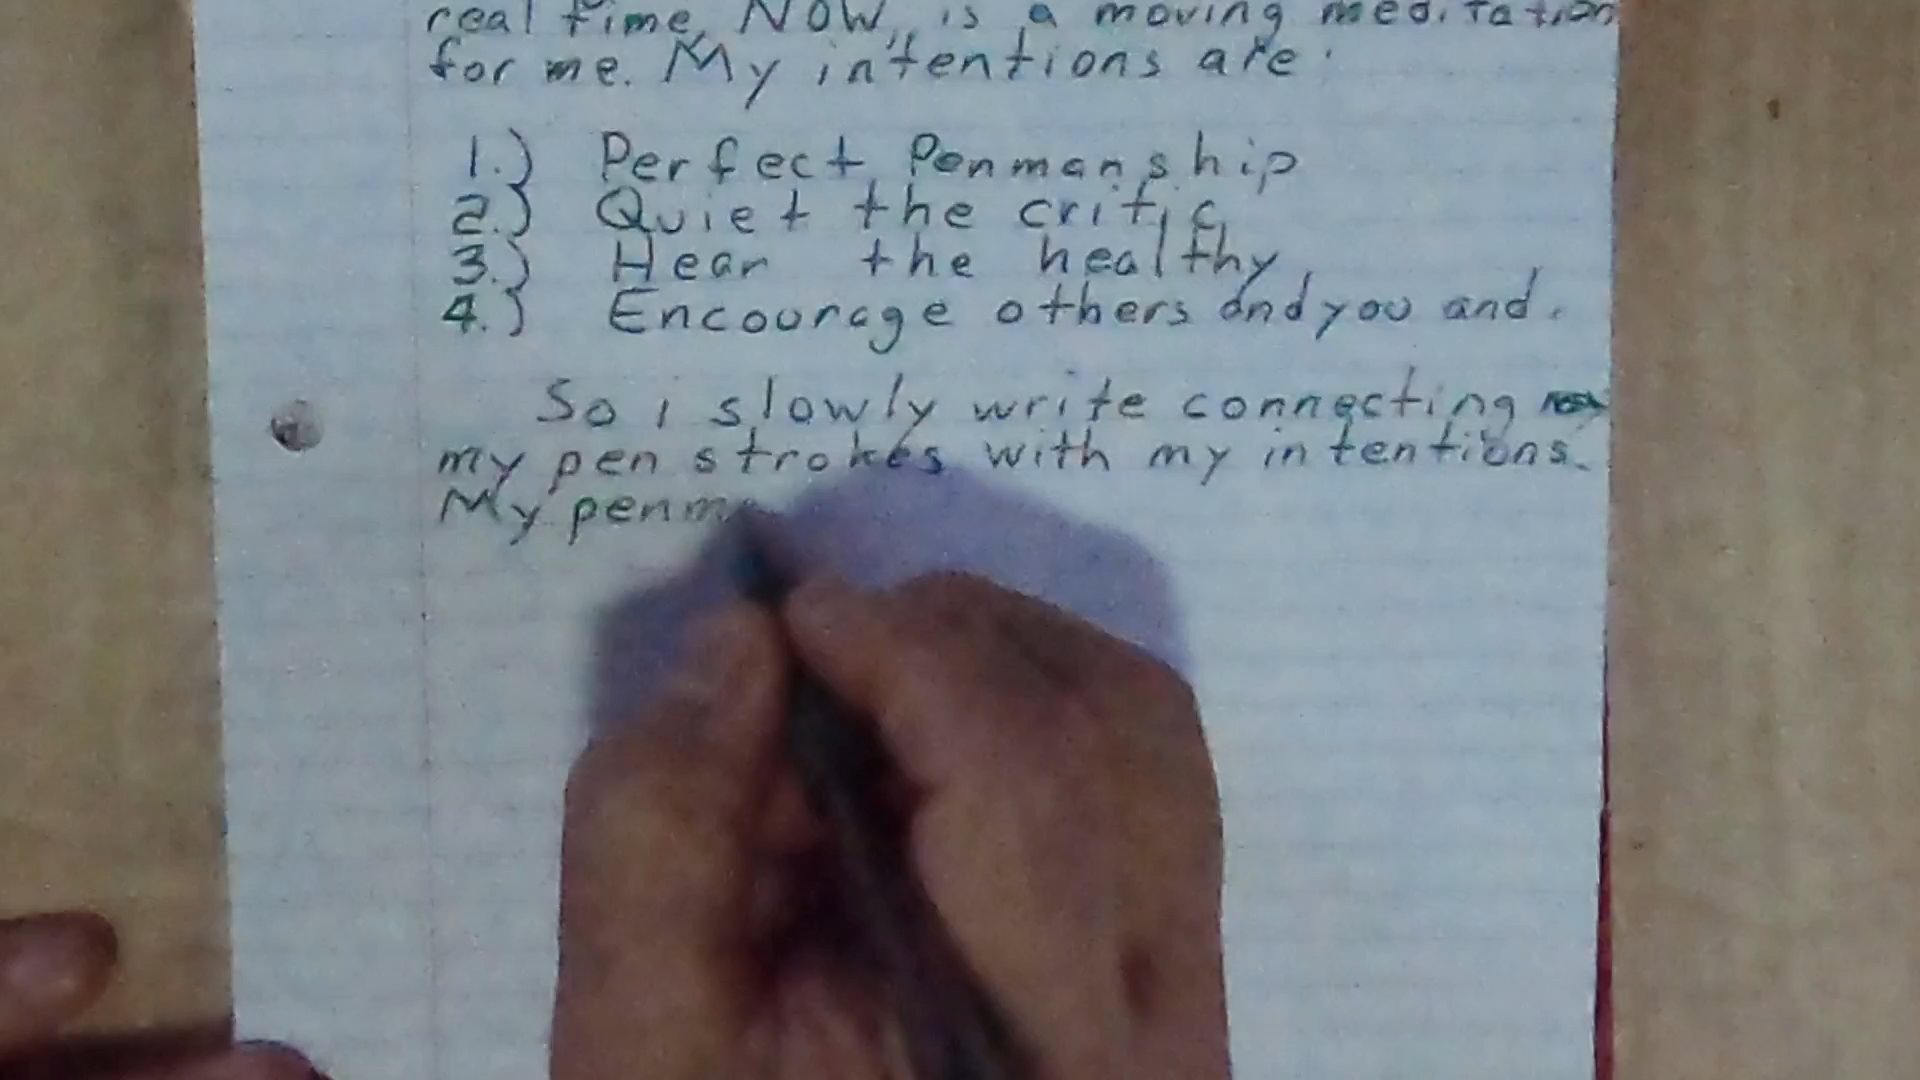 real time, NOW, is a moving meditation
for me. My intentions are:
1.) Perfect Penmanship
2.) Quiet the critic
3.) Hear the healthy
4.) Encourage others and you and.
So i slowly write connecting
my pen strokes with my intentions.
My penm